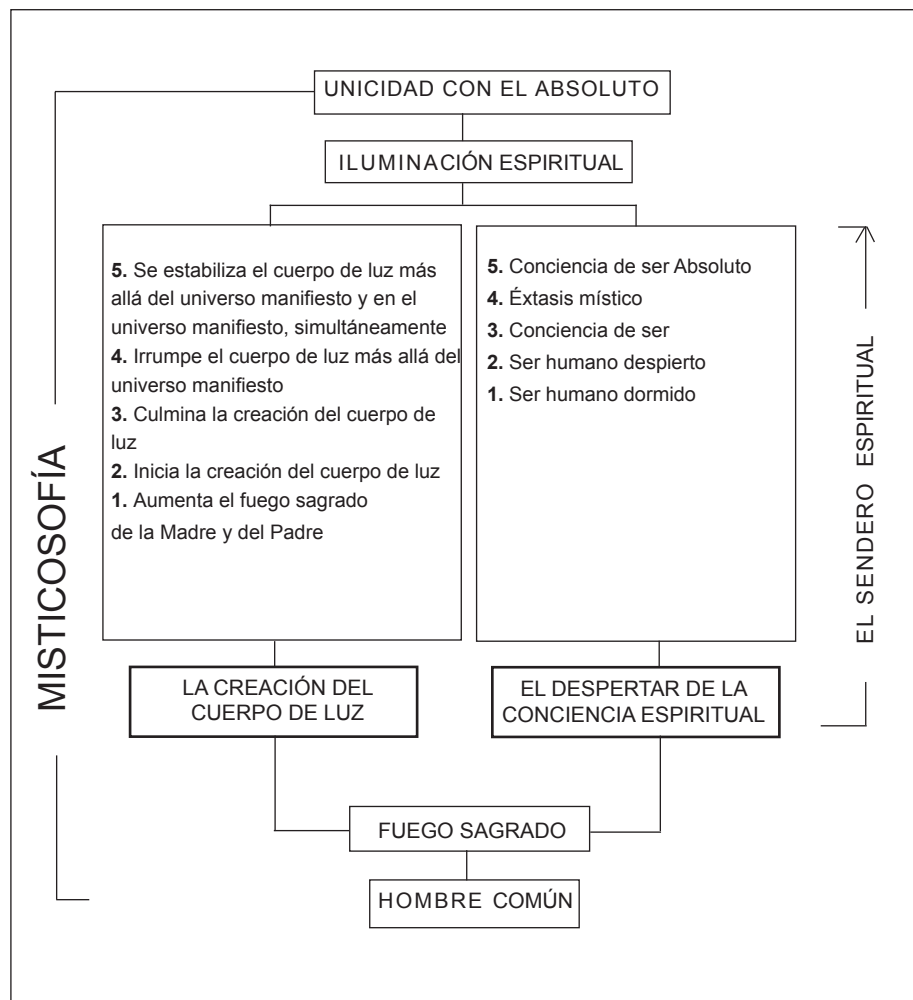 UNICIDAD CON EL ABSOLUTO
ILUMINACIÓN ESPIRITUAL
5. Se estabiliza el cuerpo de luz más
allá del universo manifiesto y en el
universo manifiesto, simultáneamente
4. Irrumpe el cuerpo de luz más allá del
universo manifiesto
3. Culmina la creación del cuerpo de
luz
2. Inicia la creación del cuerpo de luz
1. Aumenta el fuego sagrado
de la Madre y del Padre
5. Conciencia de ser Absoluto
4. Éxtasis místico
3. Conciencia de ser
2. Ser humano despierto
1. Ser humano dormido
MISTICOSOFÍA
EL SENDERO ESPIRITUAL
LA CREACIÓN DEL
CUERPO DE LUZ
EL DESPERTAR DE LA
CONCIENCIA ESPIRITUAL
FUEGO SAGRADO
HOMBRE COMÚN